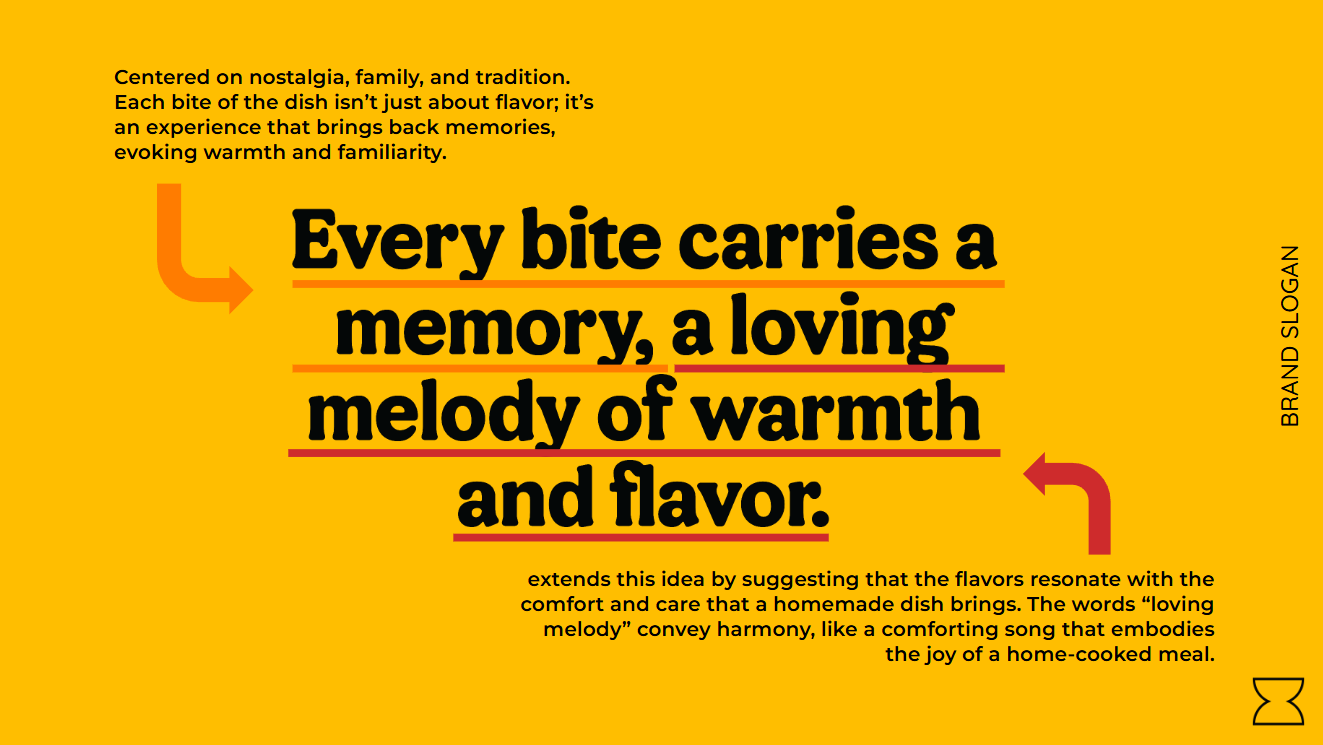 Centered on nostalgia, family, and tradition.
Each bite of the dish isn’t just about flavor; it’s
an experience that brings back memories,
evoking warmth and familiarity.
Every bite carries a
memory, a loving
melody of warmth
and flavor.
BRAND SLOGAN
extends this idea by suggesting that the flavors resonate with the
comfort and care that a homemade dish brings. The words “loving
melody” convey harmony, like a comforting song that embodies
the joy of a home-cooked meal.